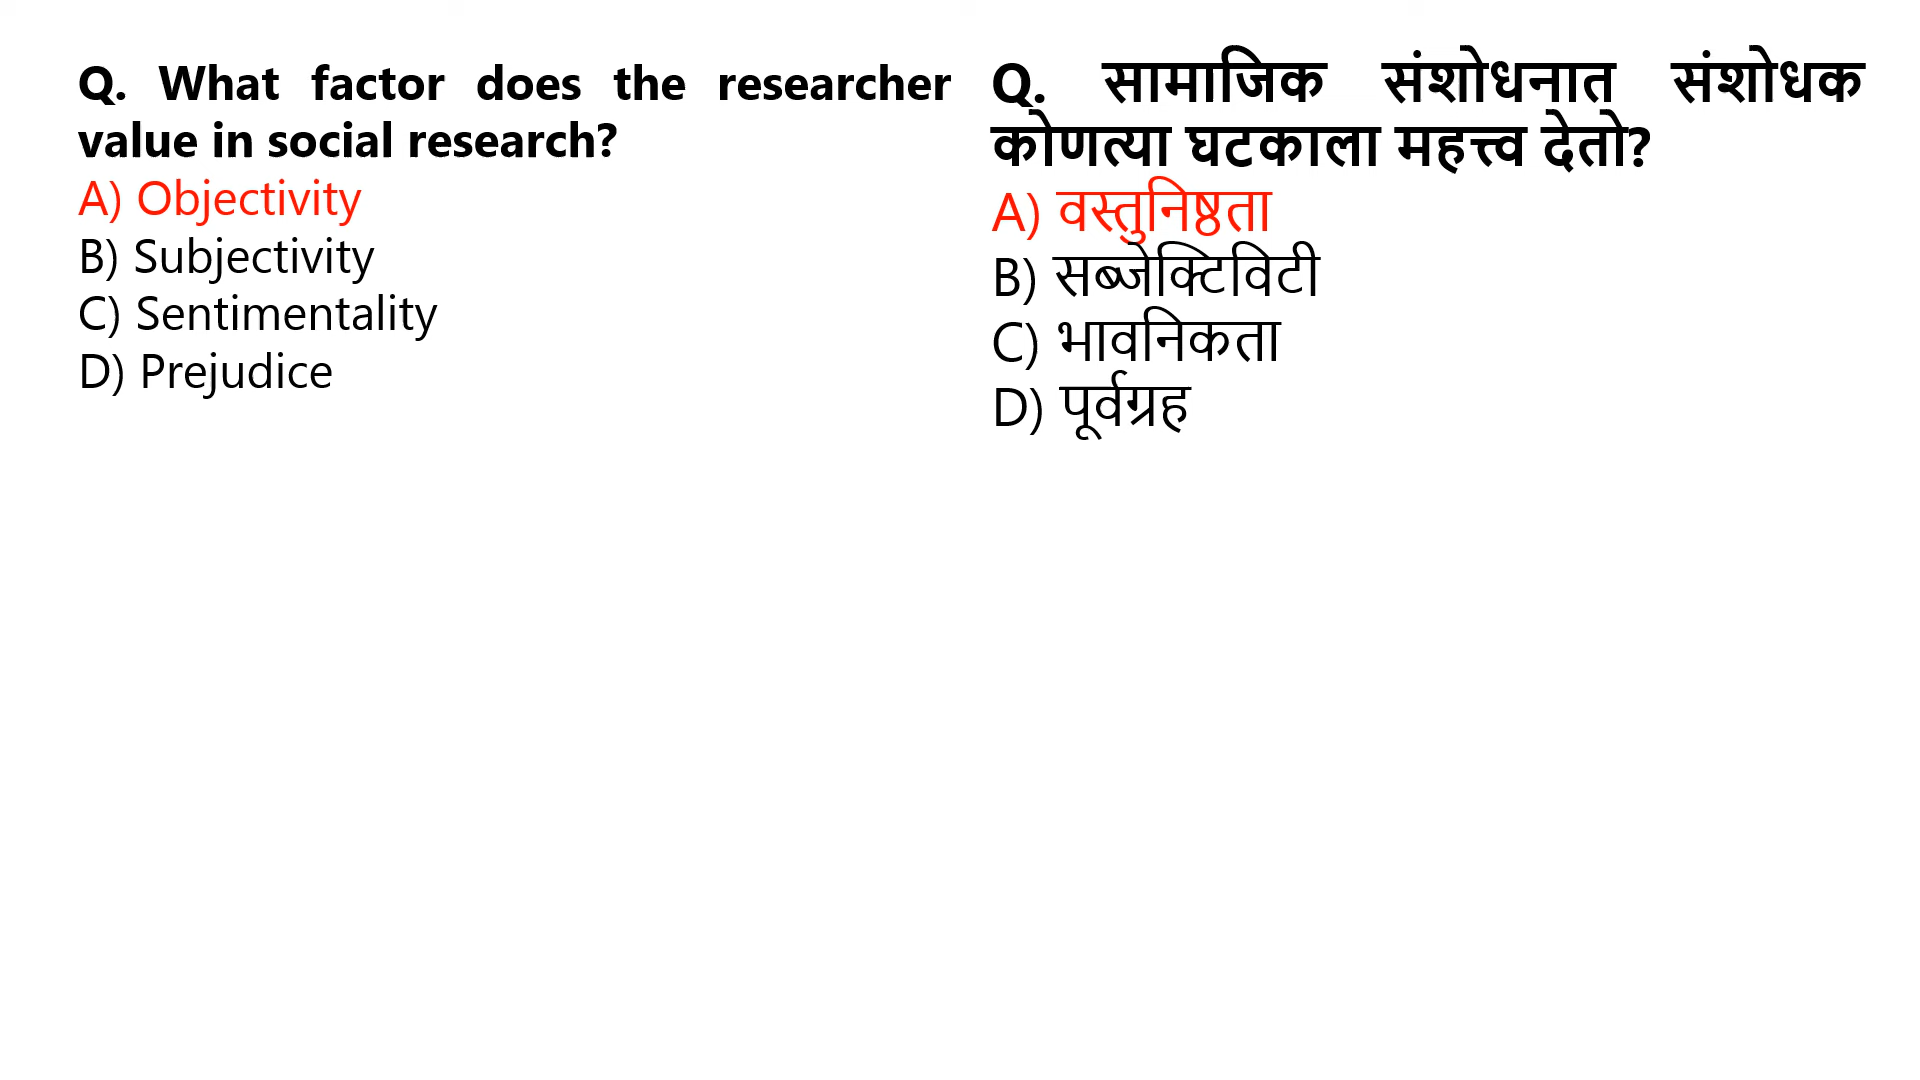 Q. What factor does the researcher
value in social research?
A) Objectivity
B) Subjectivity
C) Sentimentality
D) Prejudice
Q. सामाजिक संशोधनात संशोधक
कोणत्या घटकाला महत्त्व देतो?
A) वस्तुनिष्ठता
B) सब्जेक्टिविटी
C) भावनिकता
D) पूर्वग्रह